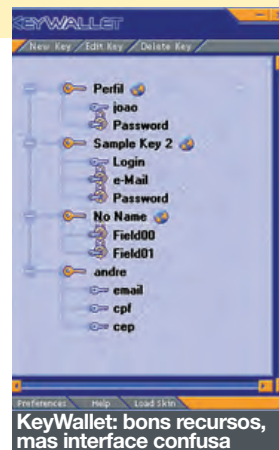 KEYWALLET
New Key Edit Key Delete Key
Perfil
joao
Password
Sample Key 2
Login
e-Mail
Password
No Name
Field00
Field01
andre
email
cpf
cep
Preferences Help Load Skin
KeyWallet: bons recursos,
mas interface confusa